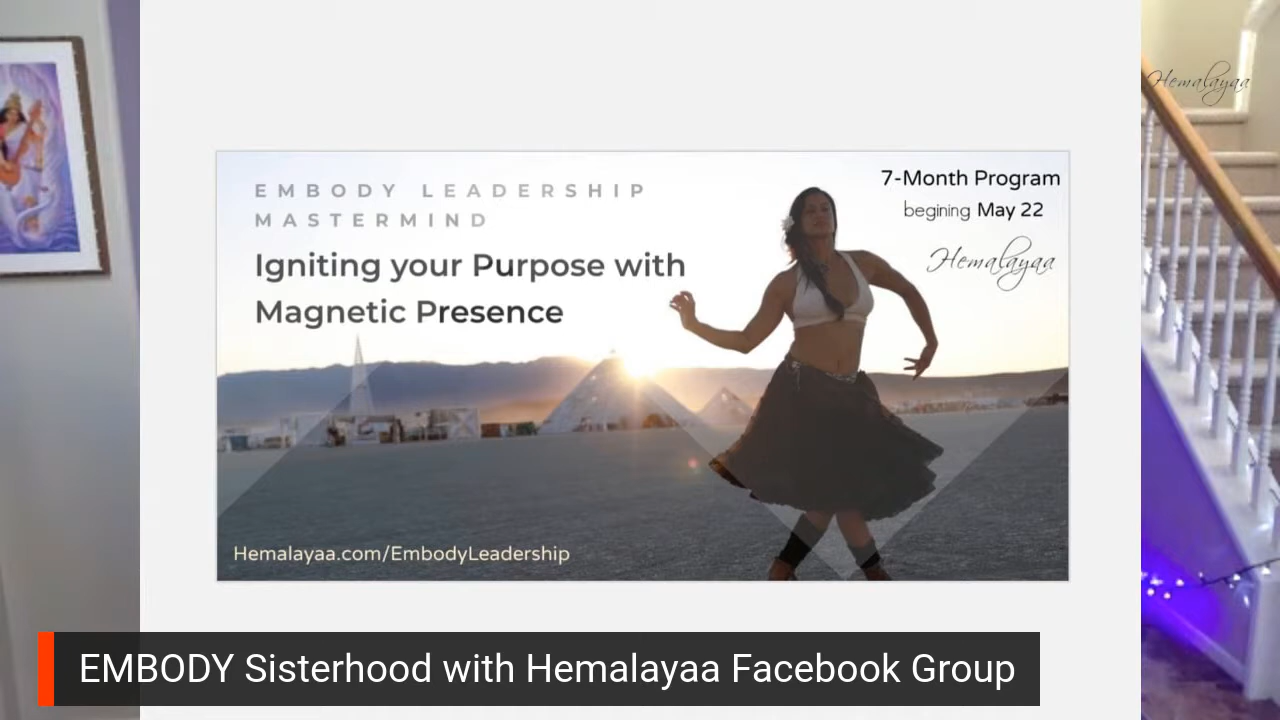 Hemalayaa
EMBODY LEADERSHIP
MASTERMIND
Igniting your Purpose with
Magnetic Presence
7-Month Program
begining May 22
Hemalayaa
Hemalayaa.com/EmbodyLeadership
EMBODY Sisterhood with Hemalayaa Facebook Group